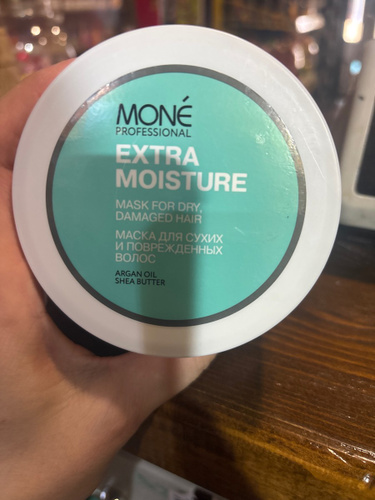 MONÉ
PROFESSIONAL
EXTRA
MOISTURE
MASK FOR DRY,
DAMAGED HAIR
МАСКА ДЛЯ СУХИХ
И ПОВРЕЖДЕННЫХ
ВОЛОС
ARGAN OIL
SHEA BUTTER